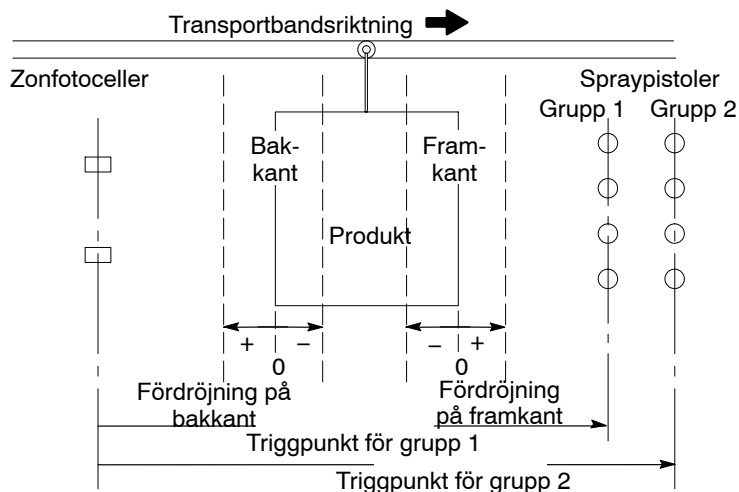 Transportbandsriktning
Zonfotoceller
Spraypistoler
Grupp 1
Grupp 2
Bak-
kant
Fram-
kant
Produkt
+ –
– +
0
0
Fördröjning på
bakkant
Fördröjning
på framkant
Triggpunkt för grupp 1
Triggpunkt för grupp 2